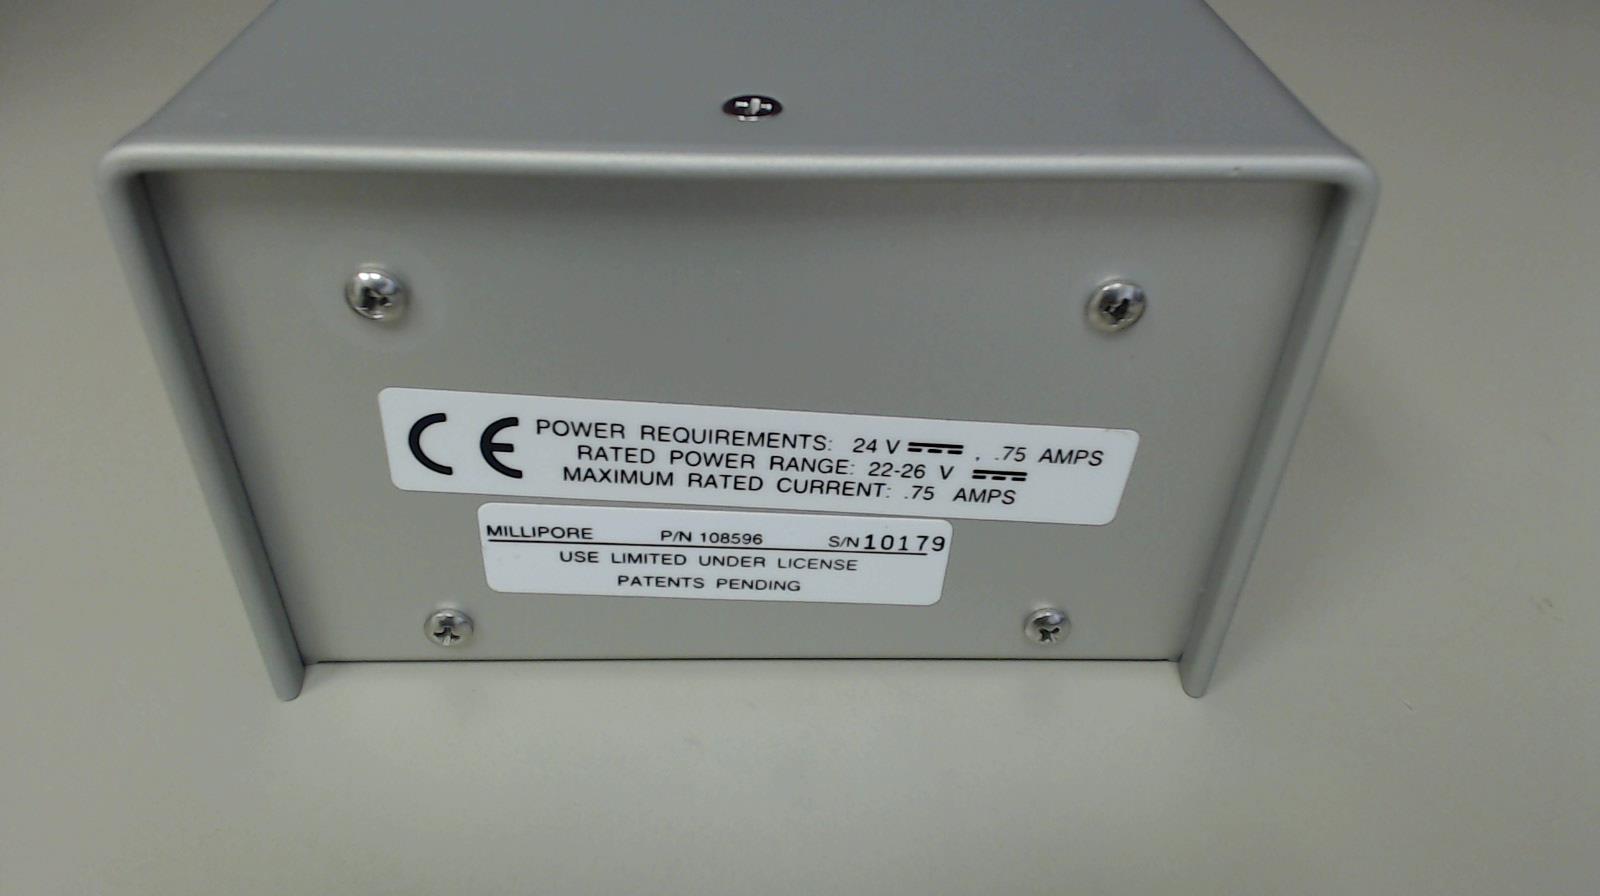 CE
POWER REQUIREMENTS: 24 V ⎓ , .75 AMPS
RATED POWER RANGE: 22-26 V ⎓
MAXIMUM RATED CURRENT: .75 AMPS
MILLIPORE P/N 108596 S/N 10179
USE LIMITED UNDER LICENSE
PATENTS PENDING